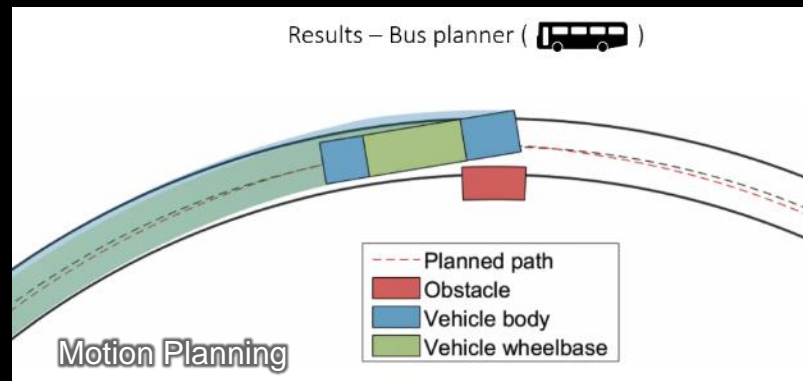 Results – Bus planner ( )
Planned path
Obstacle
Vehicle body
Vehicle wheelbase
Motion Planning